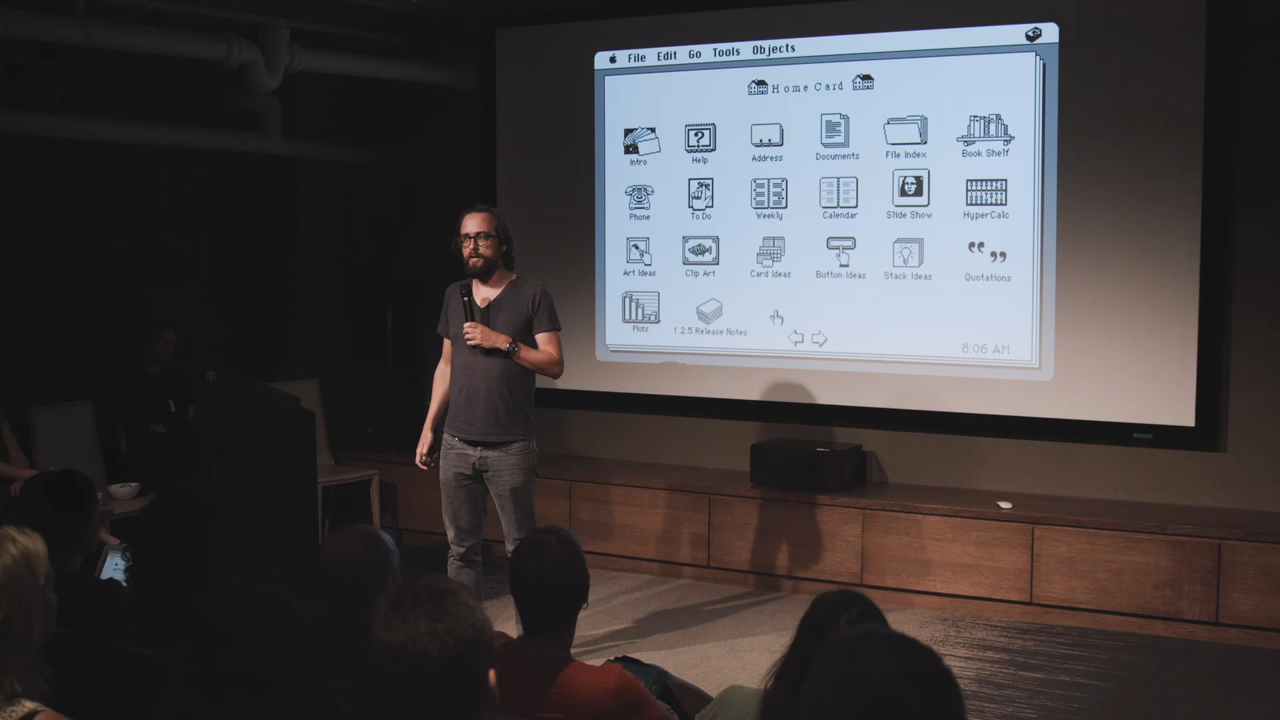 File Edit Go Tools Objects
Home Card
Intro Help Address Documents File Index Book Shelf
Phone To Do Weekly Calendar Slide Show HyperCalc
Art Ideas Clip Art Card Ideas Button Ideas Stack Ideas Quotations
Plots 1.2.5 Release Notes
8:06 AM